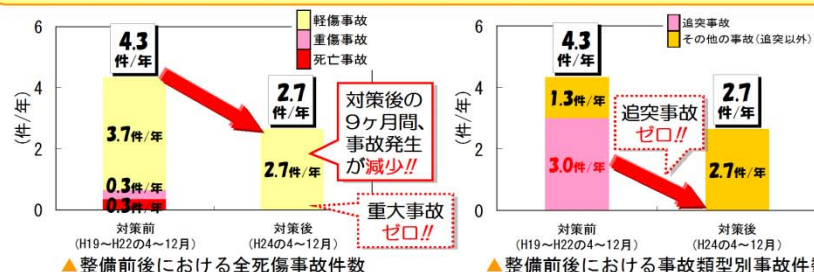 6
4
2
0
(件/年)
4.3
件/年
3.7件/年
0.3件/年
0.3件/年
2.7
件/年
2.7件/年
軽傷事故
重傷事故
死亡事故
対策後の
9ヶ月間、
事故発生
が減少!!
重大事故
ゼロ!!
対策前
(H19~H22の4~12月)
対策後
(H24の4~12月)
▲整備前後における全死傷事故件数
6
4
2
0
(件/年)
4.3
件/年
1.3件/年
3.0件/年
2.7
件/年
2.7件/年
追突事故
その他の事故(追突以外)
追突事故
ゼロ!!
対策前
(H19~H22の4~12月)
対策後
(H24の4~12月)
▲整備前後における事故類型別事故件